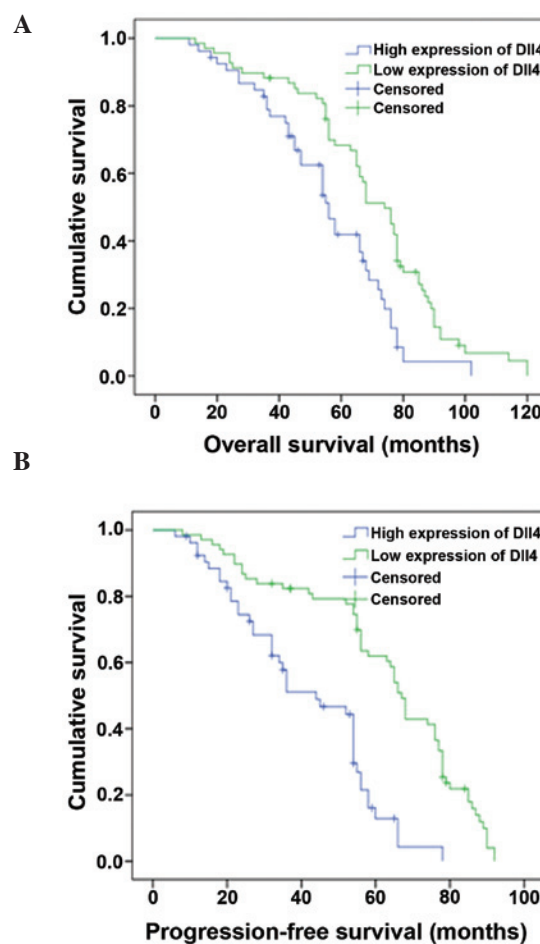 A
High expression of Dll4
Low expression of Dll4
Censored
Censored
Cumulative survival
1.0
0.8
0.6
0.4
0.2
0.0
0 20 40 60 80 100 120
Overall survival (months)
B
High expression of Dll4
Low expression of Dll4
Censored
Censored
Cumulative survival
1.0
0.8
0.6
0.4
0.2
0.0
0 20 40 60 80 100
Progression-free survival (months)